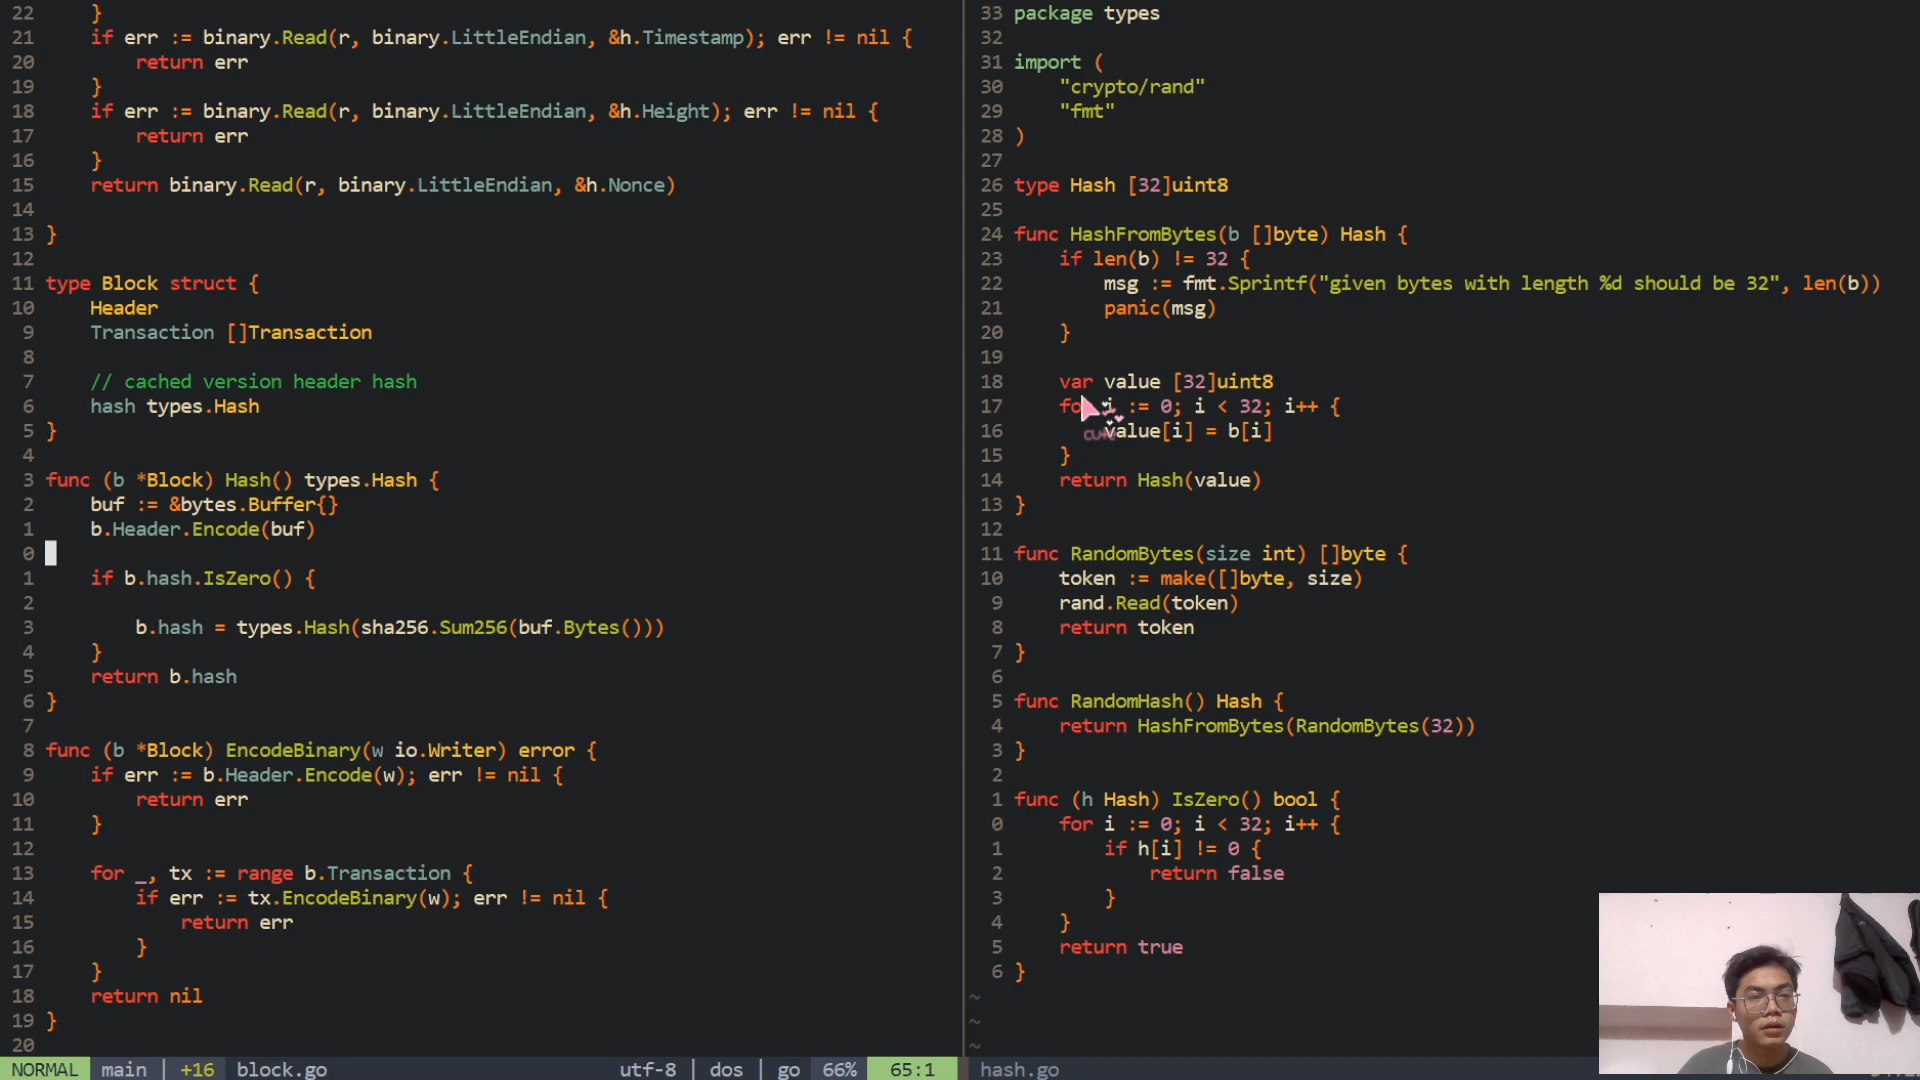 22 }
21 if err := binary.Read(r, binary.LittleEndian, &h.Timestamp); err != nil {
20 return err
19 }
18 if err := binary.Read(r, binary.LittleEndian, &h.Height); err != nil {
17 return err
16 }
15 return binary.Read(r, binary.LittleEndian, &h.Nonce)
14
13 }
12
11 type Block struct {
10 Header
9 Transaction []Transaction
8
7 // cached version header hash
6 hash types.Hash
5 }
4
3 func (b *Block) Hash() types.Hash {
2 buf := &bytes.Buffer{}
1 b.Header.Encode(buf)
0
1 if b.hash.IsZero() {
2
3 b.hash = types.Hash(sha256.Sum256(buf.Bytes()))
4 }
5 return b.hash
6 }
7
8 func (b *Block) EncodeBinary(w io.Writer) error {
9 if err := b.Header.Encode(w); err != nil {
10 return err
11 }
12
13 for _, tx := range b.Transaction {
14 if err := tx.EncodeBinary(w); err != nil {
15 return err
16 }
17 }
18 return nil
19 }
20
NORMAL main | +16 | block.go utf-8 | dos | go 66% 65:1
33 package types
32
31 import (
30 "crypto/rand"
29 "fmt"
28 )
27
26 type Hash [32]uint8
25
24 func HashFromBytes(b []byte) Hash {
23 if len(b) != 32 {
22 msg := fmt.Sprintf("given bytes with length %d should be 32", len(b))
21 panic(msg)
20 }
19
18 var value [32]uint8
17 for i := 0; i < 32; i++ {
16 value[i] = b[i]
15 }
14 return Hash(value)
13 }
12
11 func RandomBytes(size int) []byte {
10 token := make([]byte, size)
9 rand.Read(token)
8 return token
7 }
6
5 func RandomHash() Hash {
4 return HashFromBytes(RandomBytes(32))
3 }
2
1 func (h Hash) IsZero() bool {
0 for i := 0; i < 32; i++ {
1 if h[i] != 0 {
2 return false
3 }
4 }
5 return true
6 }
~
~
~
hash.go